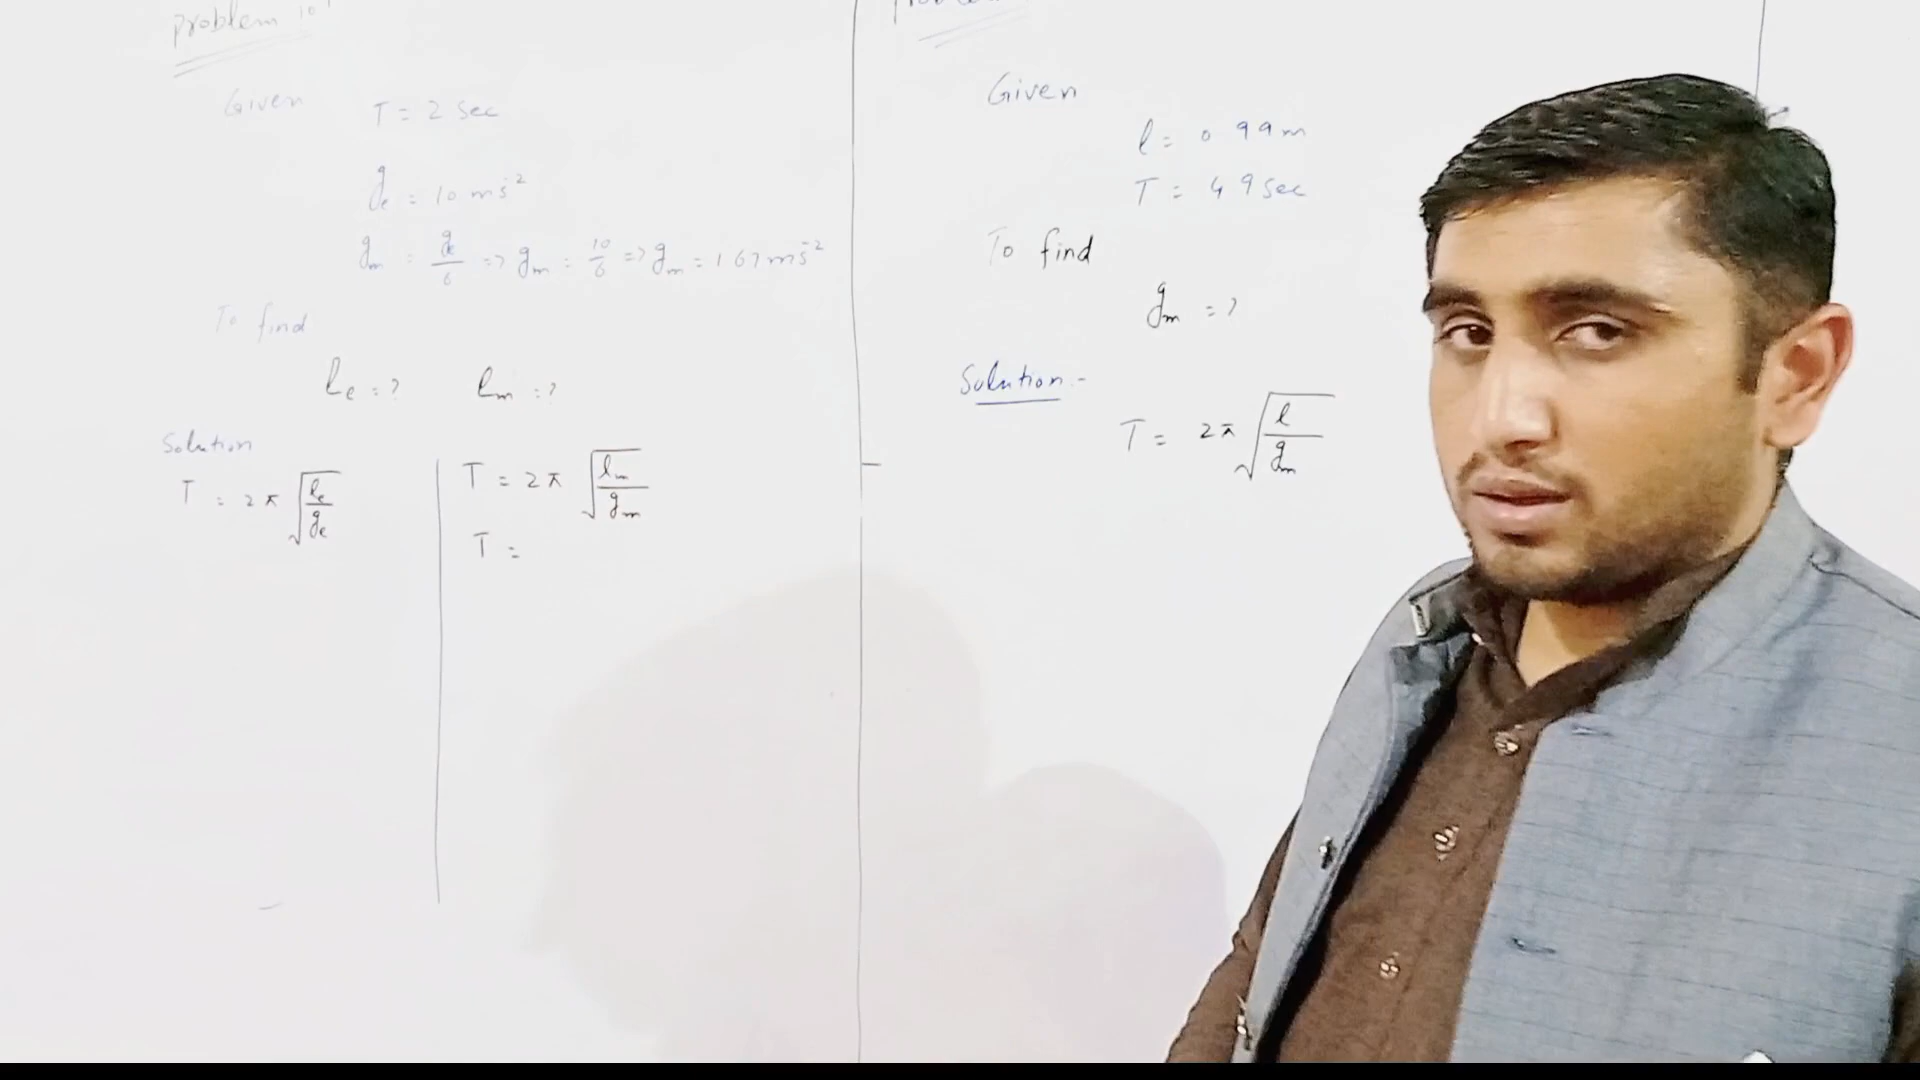 problem 10.1
Given
T = 2 sec
gₑ = 10 ms⁻²
gₘ = gₑ/6 => gₘ = 10/6 => gₘ = 1.67 ms⁻²
To find
lₑ = ? lₘ = ?
Solution
T = 2π √(lₑ/gₑ)
T = 2π √(lₘ/gₘ)
T =
Given
l = 0.99m
T = 4.9 sec
To find
gₘ = ?
Solution:-
T = 2π √(l/gₘ)